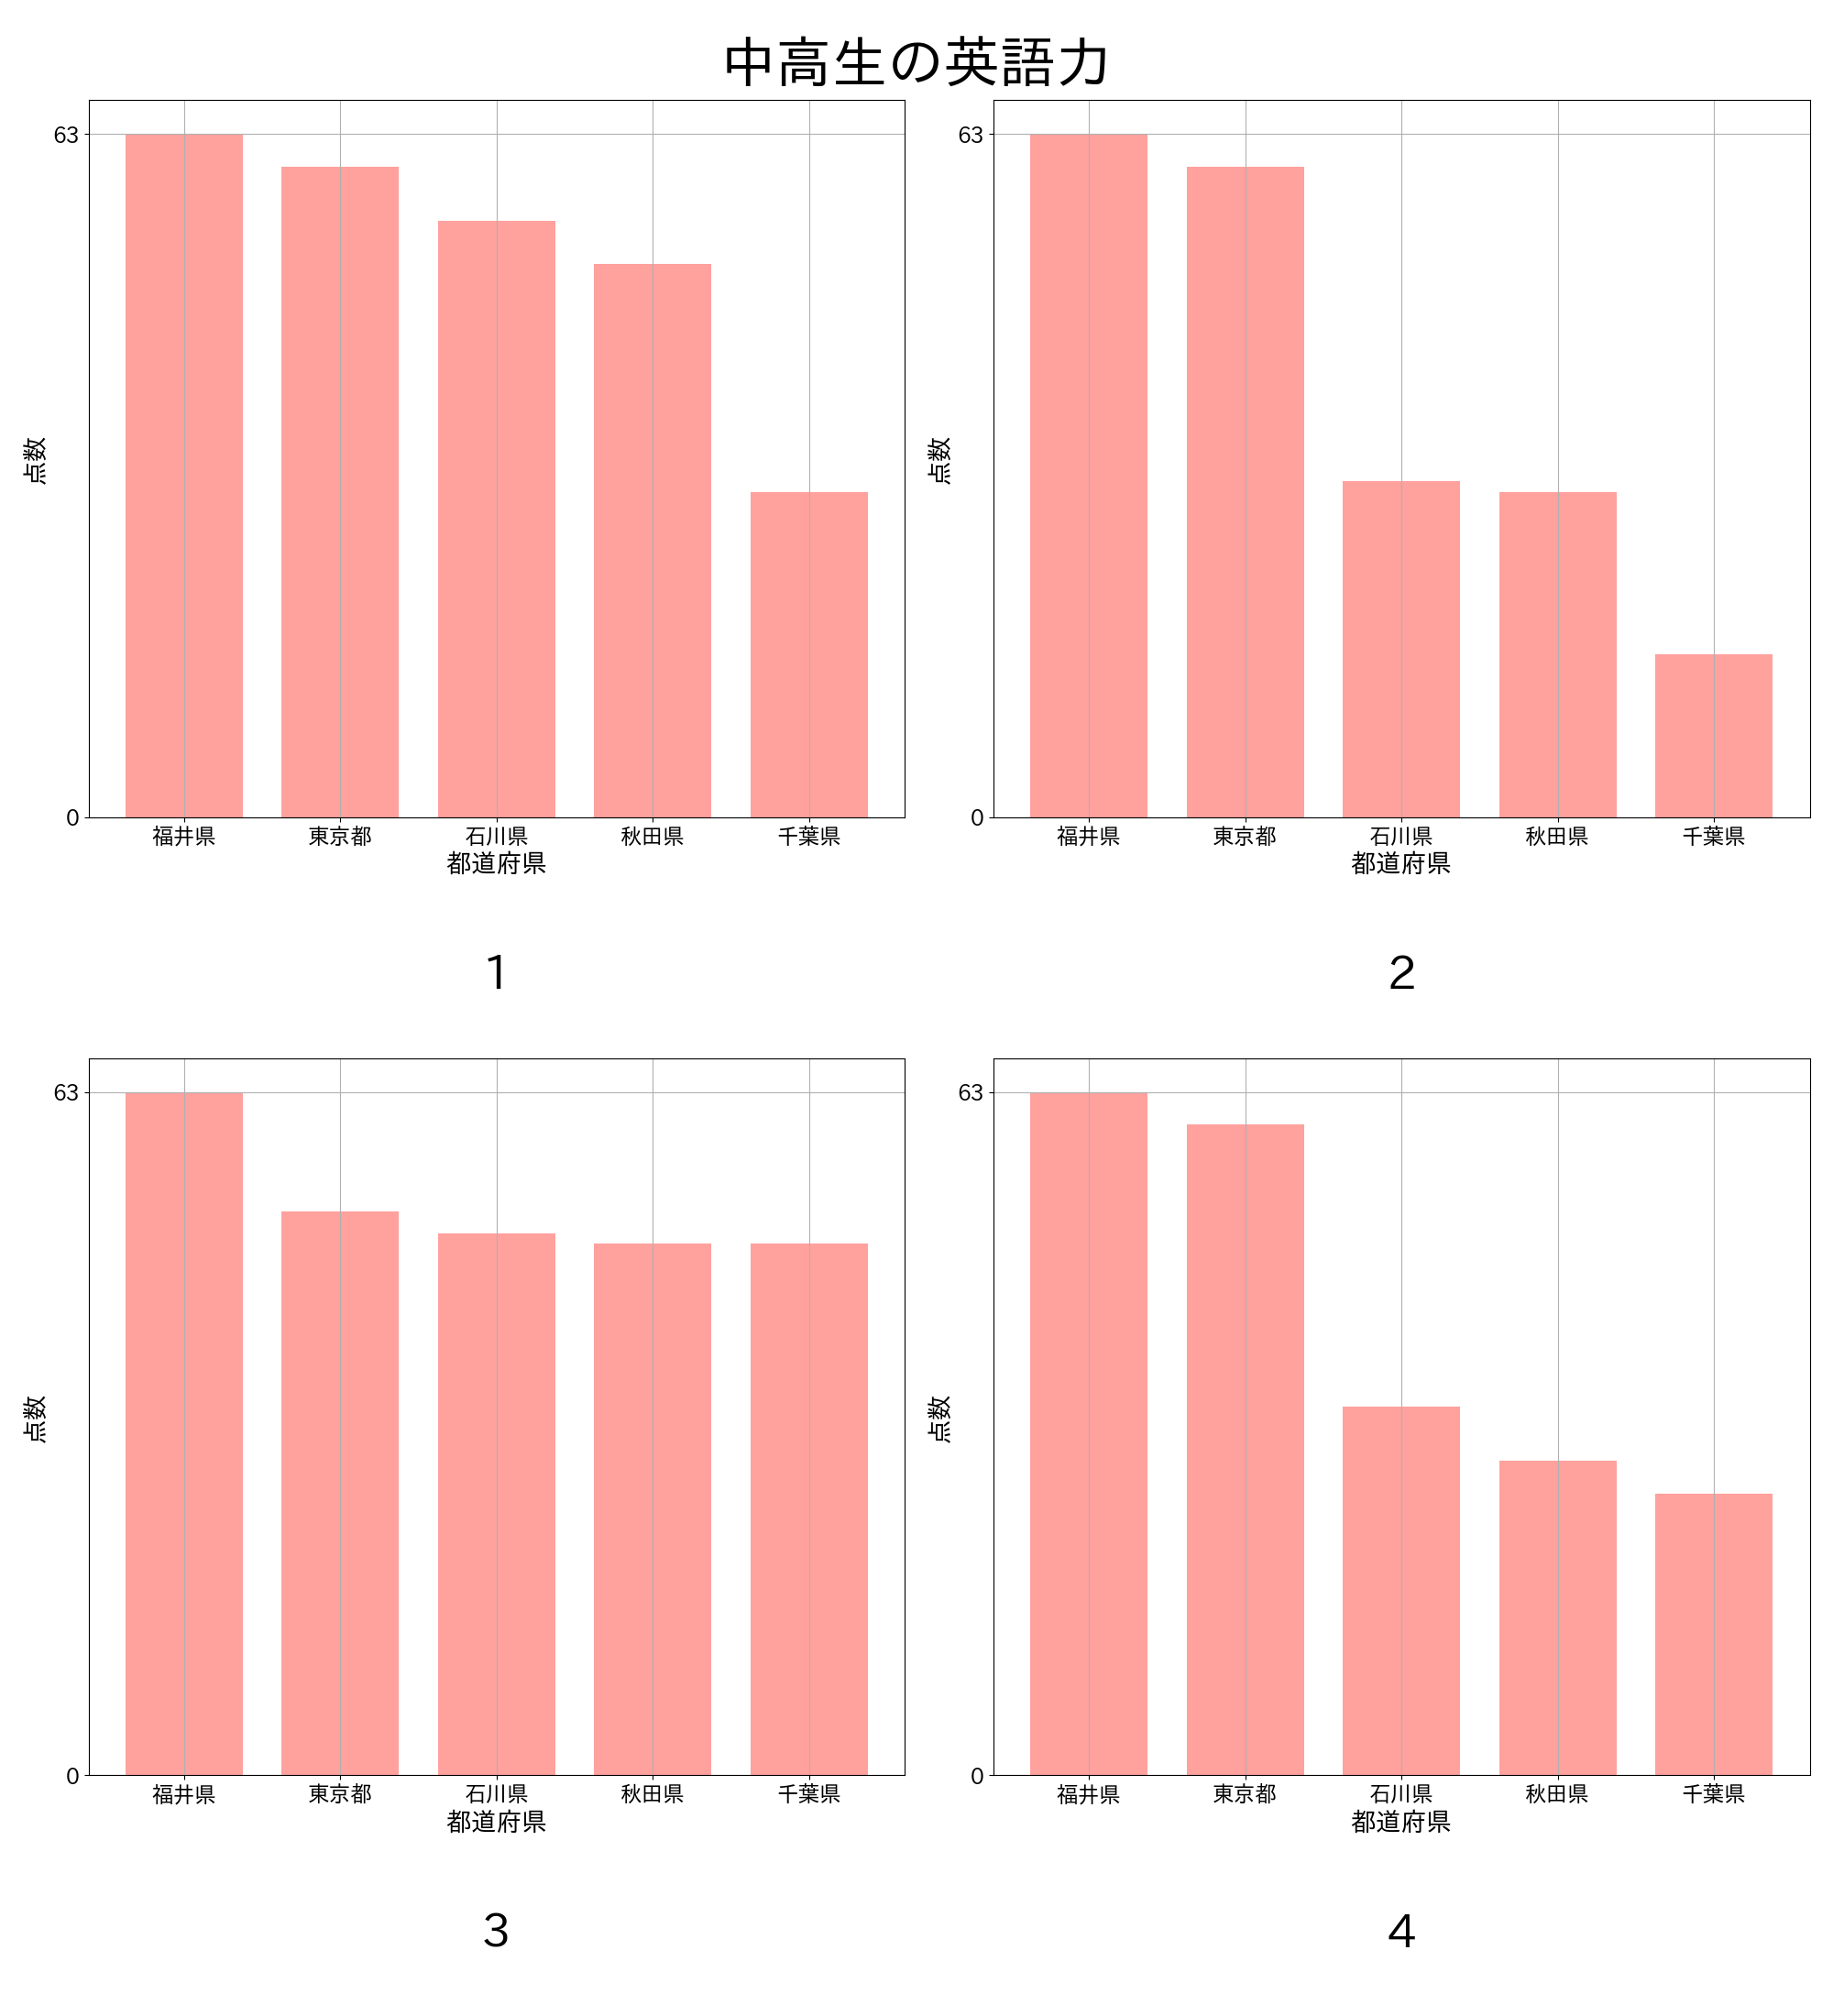 中高生の英語力
63
0
点数
福井県 東京都 石川県 秋田県 千葉県
都道府県
1
63
0
点数
福井県 東京都 石川県 秋田県 千葉県
都道府県
2
63
0
点数
福井県 東京都 石川県 秋田県 千葉県
都道府県
3
63
0
点数
福井県 東京都 石川県 秋田県 千葉県
都道府県
4